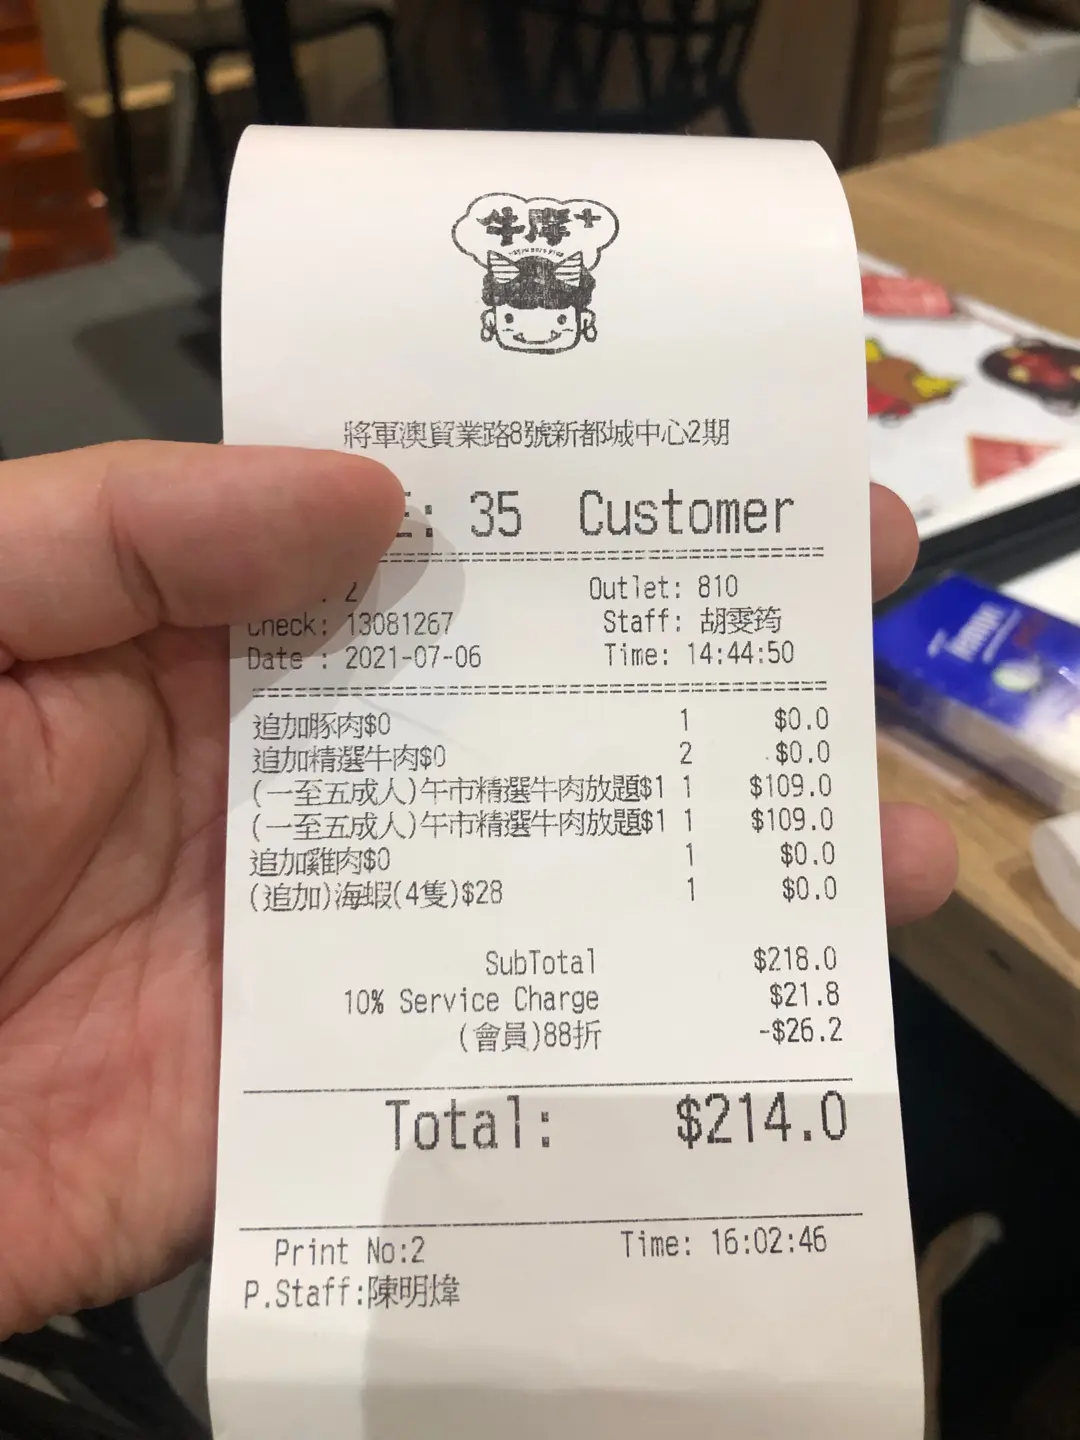 牛摩+
將軍澳貿業路8號新都城中心2期
E: 35 Customer
: 2 Outlet: 810
Check: 13081267 Staff: 胡雯筠
Date : 2021-07-06 Time: 14:44:50
追加豚肉$0 1 $0.0
追加精選牛肉$0 2 $0.0
(一至五成人)午市精選牛肉放題$1 1 $109.0
(一至五成人)午市精選牛肉放題$1 1 $109.0
追加雞肉$0 1 $0.0
(追加)海蝦(4隻)$28 1 $0.0
SubTotal $218.0
10% Service Charge $21.8
(會員)88折 -$26.2
Total: $214.0
Print No:2 Time: 16:02:46
P.Staff:陳明煒
Tempo